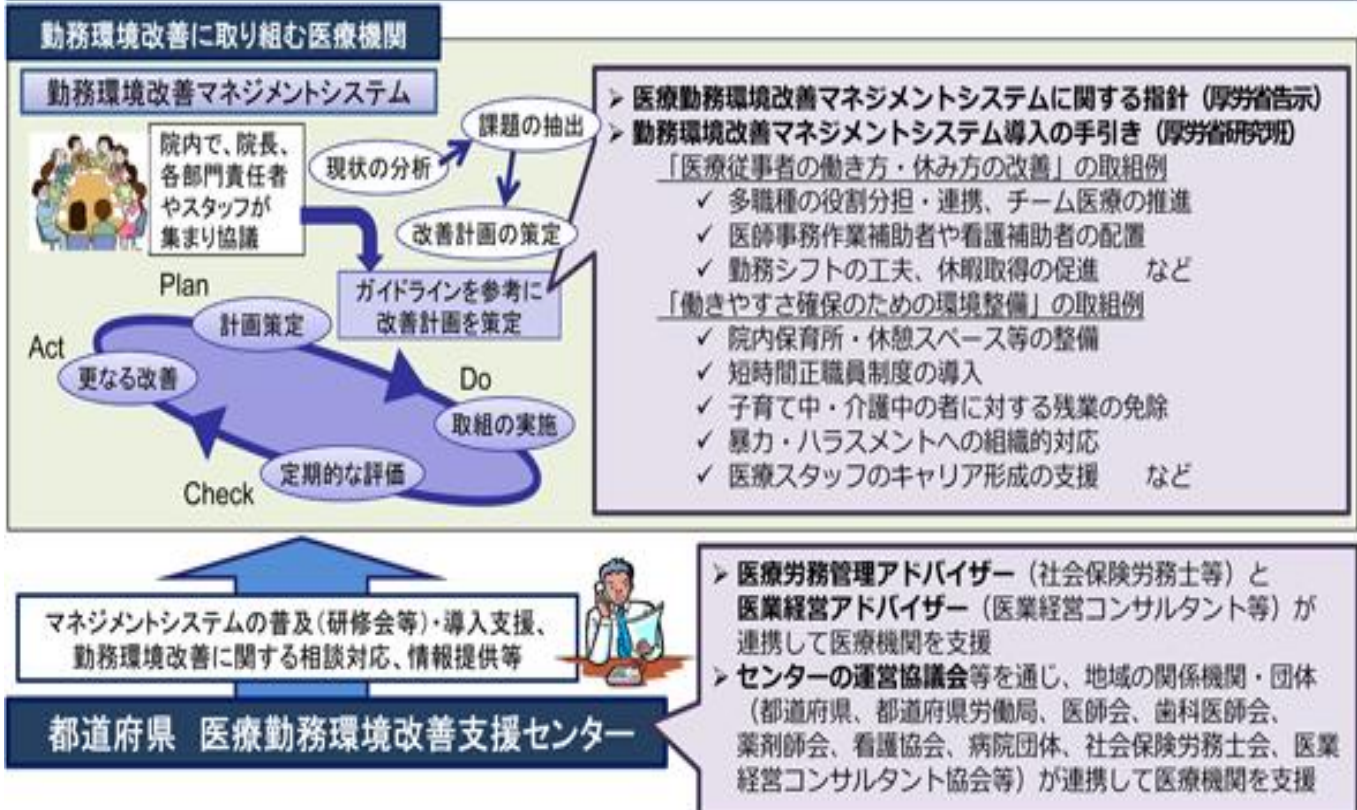 勤務環境改善に取り組む医療機関
勤務環境改善マネジメントシステム
院内で、院長、
各部門責任者
やスタッフが
集まり協議
現状の分析
課題の抽出
改善計画の策定
ガイドラインを参考に
改善計画を策定
Plan
計画策定
Act
更なる改善
Do
取組の実施
定期的な評価
Check
➢ 医療勤務環境改善マネジメントシステムに関する指針（厚労省告示）
➢ 勤務環境改善マネジメントシステム導入の手引き（厚労省研究班）
「医療従事者の働き方・休み方の改善」の取組例
✓ 多職種の役割分担・連携、チーム医療の推進
✓ 医師事務作業補助者や看護補助者の配置
✓ 勤務シフトの工夫、休暇取得の促進　など
「働きやすさ確保のための環境整備」の取組例
✓ 院内保育所・休憩スペース等の整備
✓ 短時間正職員制度の導入
✓ 子育て中・介護中の者に対する残業の免除
✓ 暴力・ハラスメントへの組織的対応
✓ 医療スタッフのキャリア形成の支援　など
マネジメントシステムの普及（研修会等）・導入支援、
勤務環境改善に関する相談対応、情報提供等
都道府県　医療勤務環境改善支援センター
➢ 医療労務管理アドバイザー（社会保険労務士等）と
医業経営アドバイザー（医業経営コンサルタント等）が
連携して医療機関を支援
➢ センターの運営協議会等を通じ、地域の関係機関・団体
（都道府県、都道府県労働局、医師会、歯科医師会、
薬剤師会、看護協会、病院団体、社会保険労務士会、医業
経営コンサルタント協会等）が連携して医療機関を支援